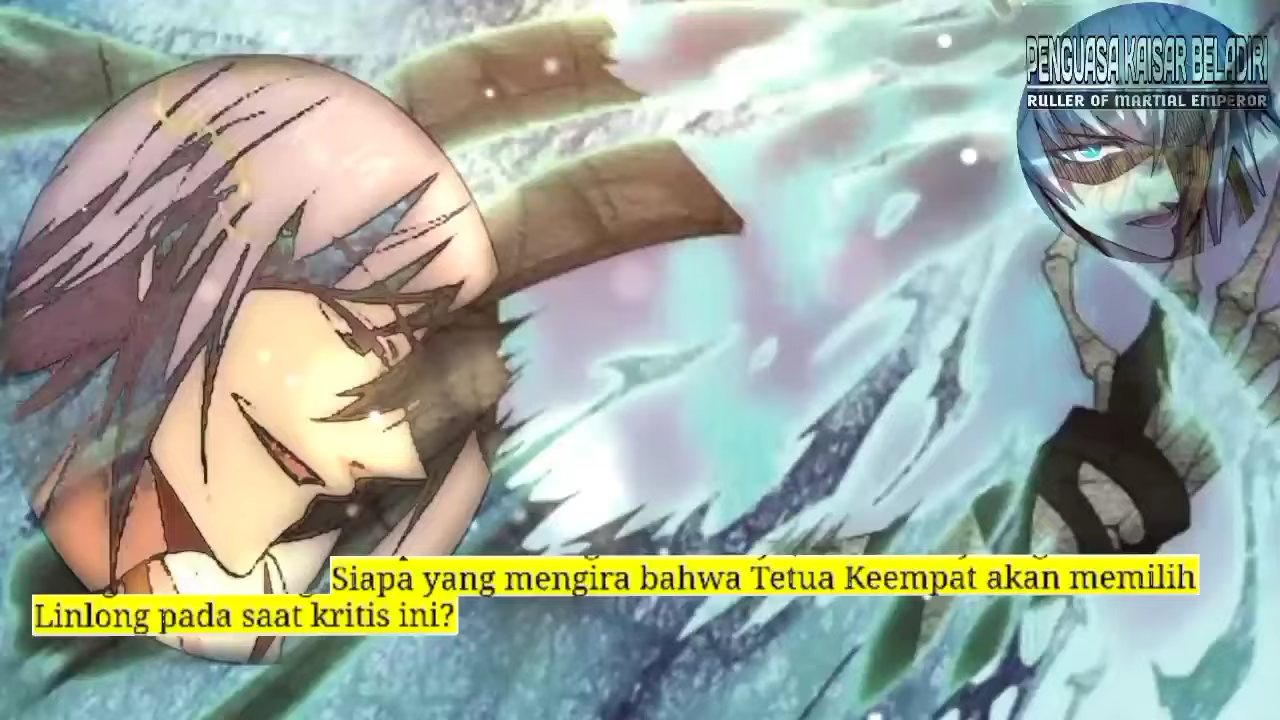 PENGUASA KAISAR BELADIRI
RULLER OF MARTIAL EMPEROR
Siapa yang mengira bahwa Tetua Keempat akan memilih
Linlong pada saat kritis ini?